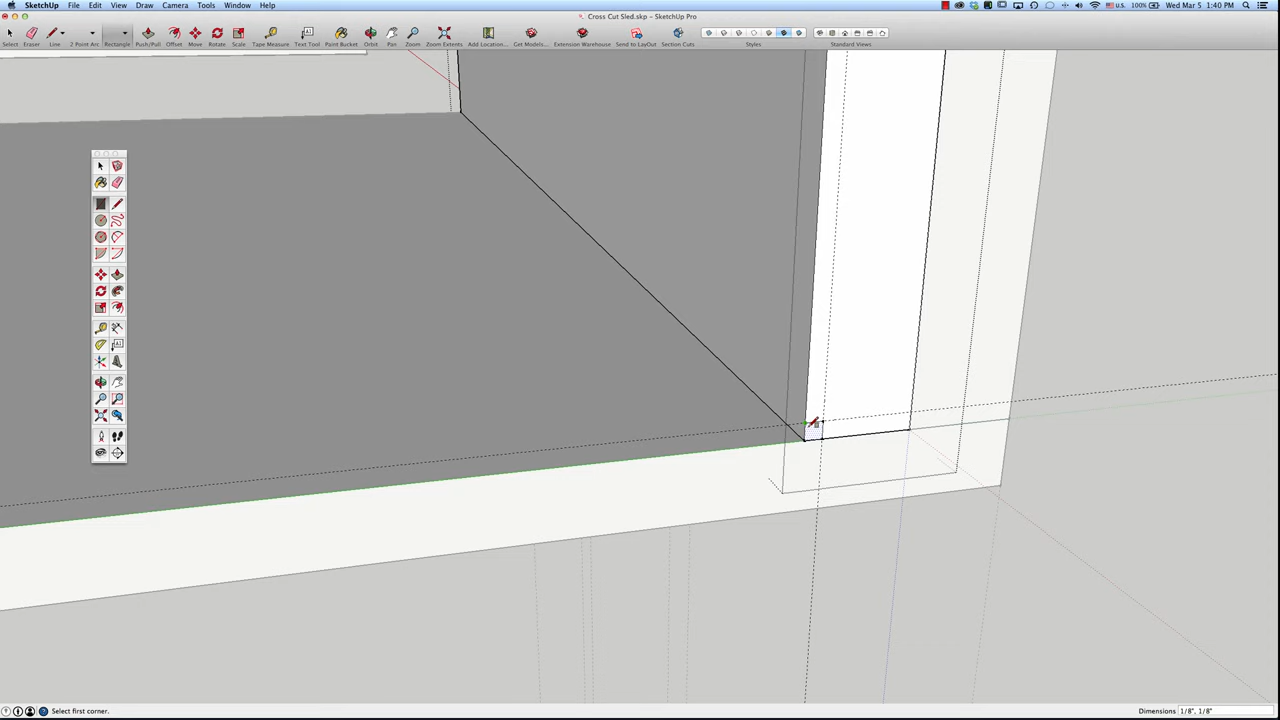 SketchUp File Edit View Draw Camera Tools Window Help U.S. 100% Wed Mar 5 1:40 PM
Cross Cut Sled.skp - SketchUp Pro
Select Eraser Line 2 Point Arc Rectangle Push/Pull Offset Move Rotate Scale Tape Measure Text Tool Paint Bucket Orbit Pan Zoom Zoom Extents Add Location... Get Models... Extension Warehouse Send to LayOut Section Cuts Styles Standard Views
Select first corner. Dimensions 1/8", 1/8"